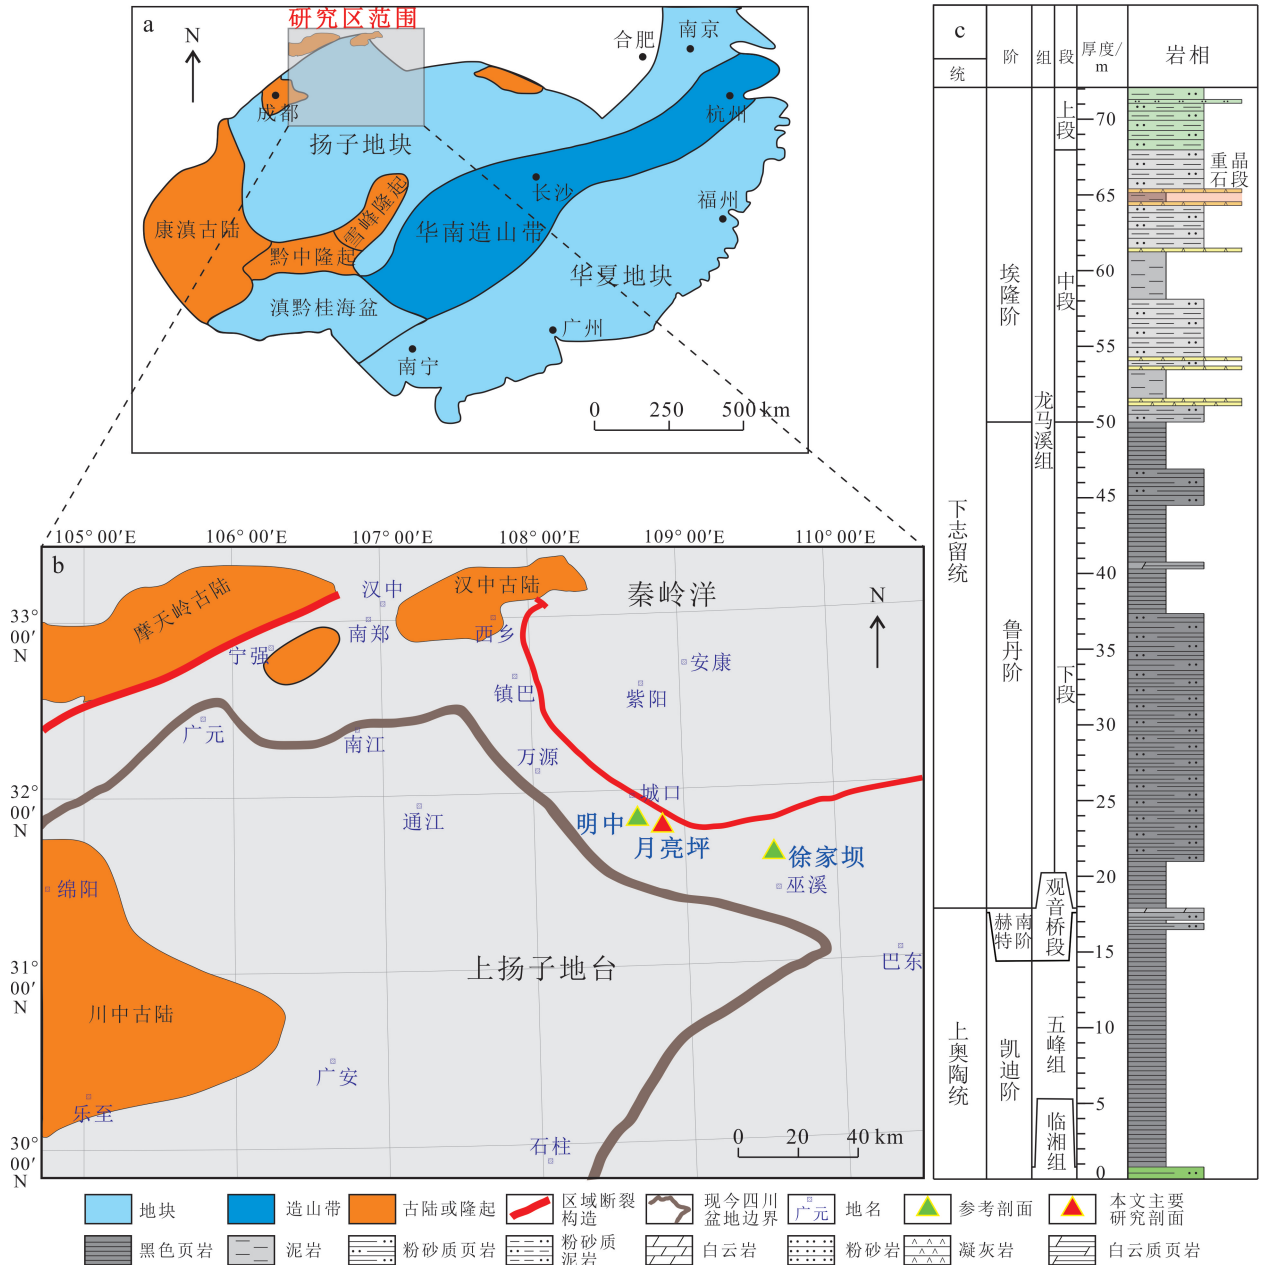 a
研究区范围
N
合肥
南京
成都
杭州
扬子地块
长沙
雪峰隆起
福州
康滇古陆
华南造山带
黔中隆起
华夏地块
滇黔桂海盆
广州
南宁
0 250 500 km
105° 00′E 106° 00′E 107° 00′E 108° 00′E 109°00′E 110°00′E
b
33°
00′
N
32°
00′
N
31°
00′
N
30°
00′
N
摩天岭古陆
汉中
汉中古陆
秦岭洋
N
南郑
西乡
宁强
安康
镇巴
紫阳
广元
南江
万源
城口
通江
明中
月亮坪
徐家坝
绵阳
巫溪
上扬子地台
巴东
川中古陆
广安
乐至
石柱
0 20 40 km
c
统
阶
组
段
厚度/
m
岩相
上段
重晶
石段
埃隆阶
中段
龙马溪组
下志留统
鲁丹阶
下段
观音桥段
赫南
特阶
上奥陶统
凯迪阶
五峰组
临湘组
70
65
60
55
50
45
40
35
30
25
20
15
10
5
0
地块
造山带
古陆或隆起
区域断裂
构造
现今四川
盆地边界
广元
地名
参考剖面
本文主要
研究剖面
黑色页岩
泥岩
粉砂质页岩
粉砂质
泥岩
白云岩
粉砂岩
凝灰岩
白云质页岩